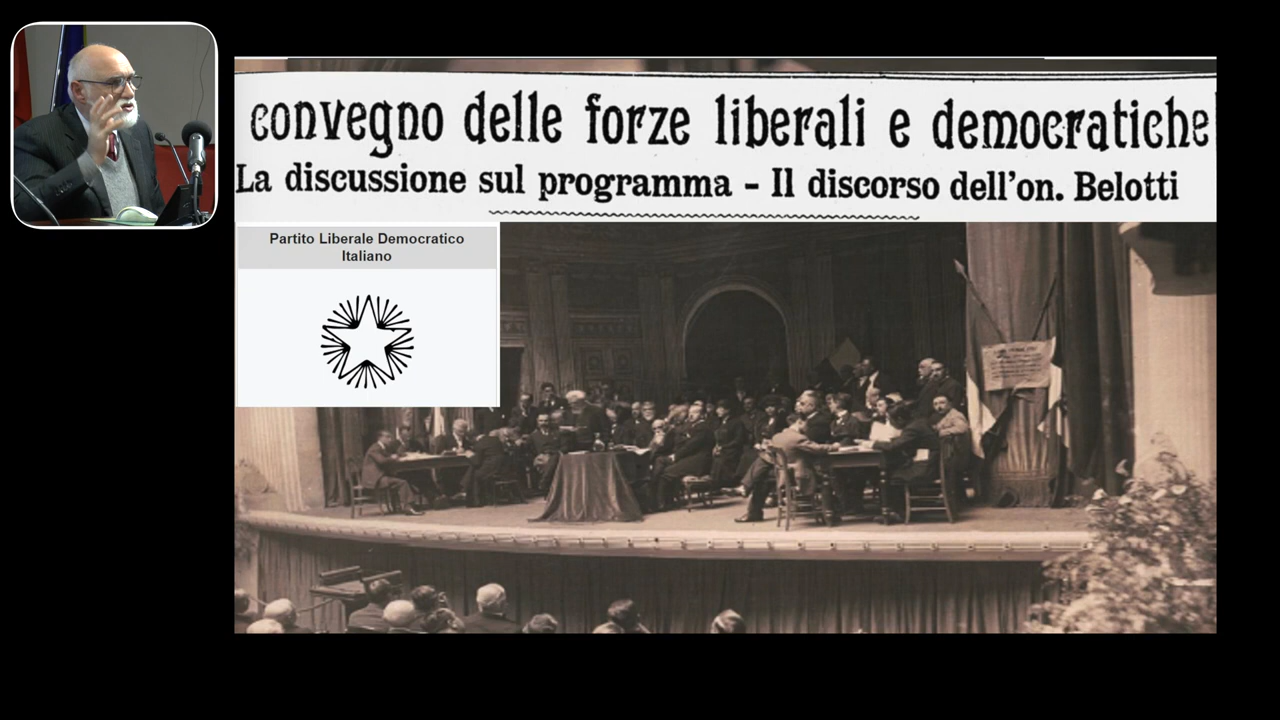 convegno delle forze liberali e democratiche
La discussione sul programma – Il discorso dell'on. Belotti
Partito Liberale Democratico
Italiano